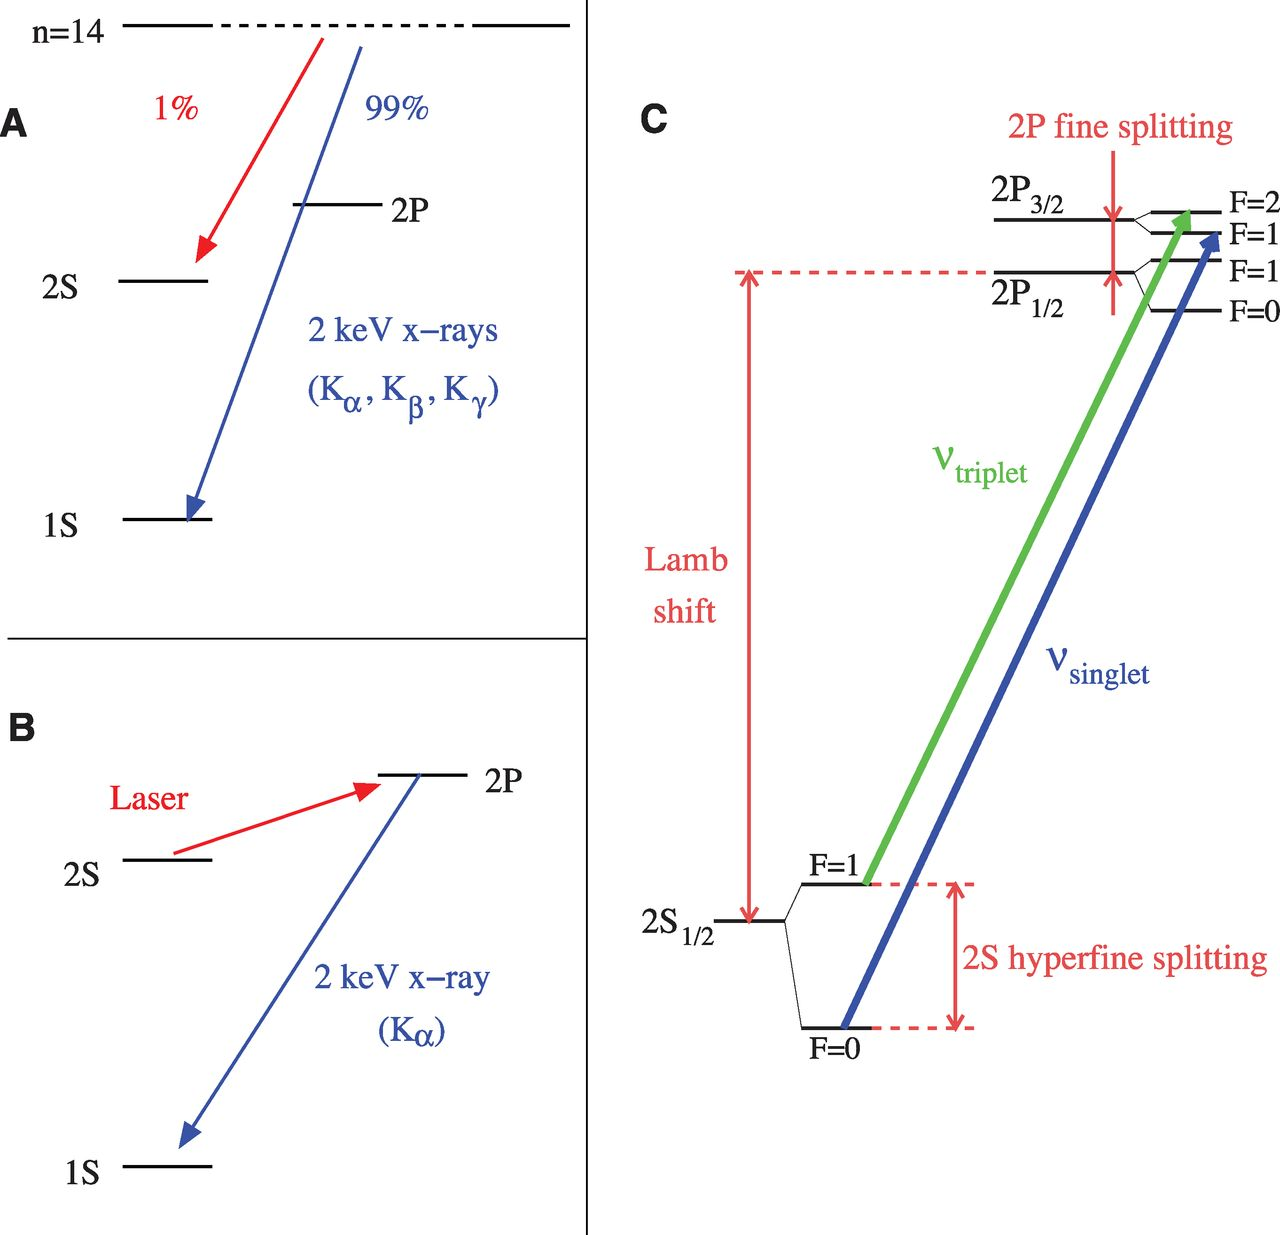 A
n=14
1%
99%
2P
2S
2 keV x−rays
(Kα, Kβ, Kγ)
1S
B
Laser
2P
2S
2 keV x−ray
(Kα)
1S
C
2P fine splitting
2P3/2
F=2
F=1
F=1
2P1/2
F=0
νtriplet
Lamb
shift
νsinglet
F=1
2S1/2
2S hyperfine splitting
F=0